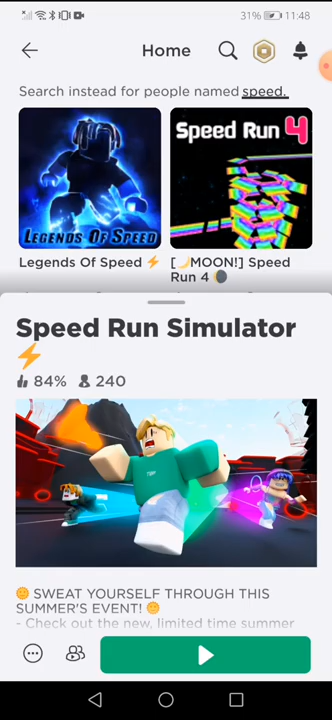 31% 11:48
Home
Search instead for people named speed.
LEGENDS OF SPEED
Speed Run 4
Legends Of Speed ⚡
[🌙MOON!] Speed
Run 4 🌘
Speed Run Simulator
⚡
84% 240
🌞 SWEAT YOURSELF THROUGH THIS
SUMMER'S EVENT! 🌞
- Check out the new, limited time summer